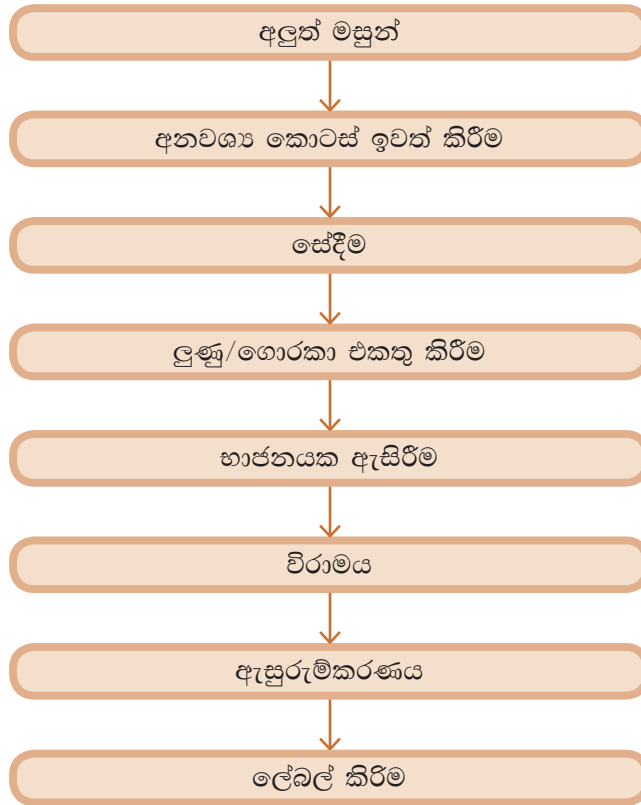 අලුත් මසුන්
අනවශ්‍ය කොටස් ඉවත් කිරීම
සේදීම
ලුණු/ගොරකා එකතු කිරීම
භාජනයක ඇසිරීම
විරාමය
ඇසුරුම්කරණය
ලේබල් කිරිම